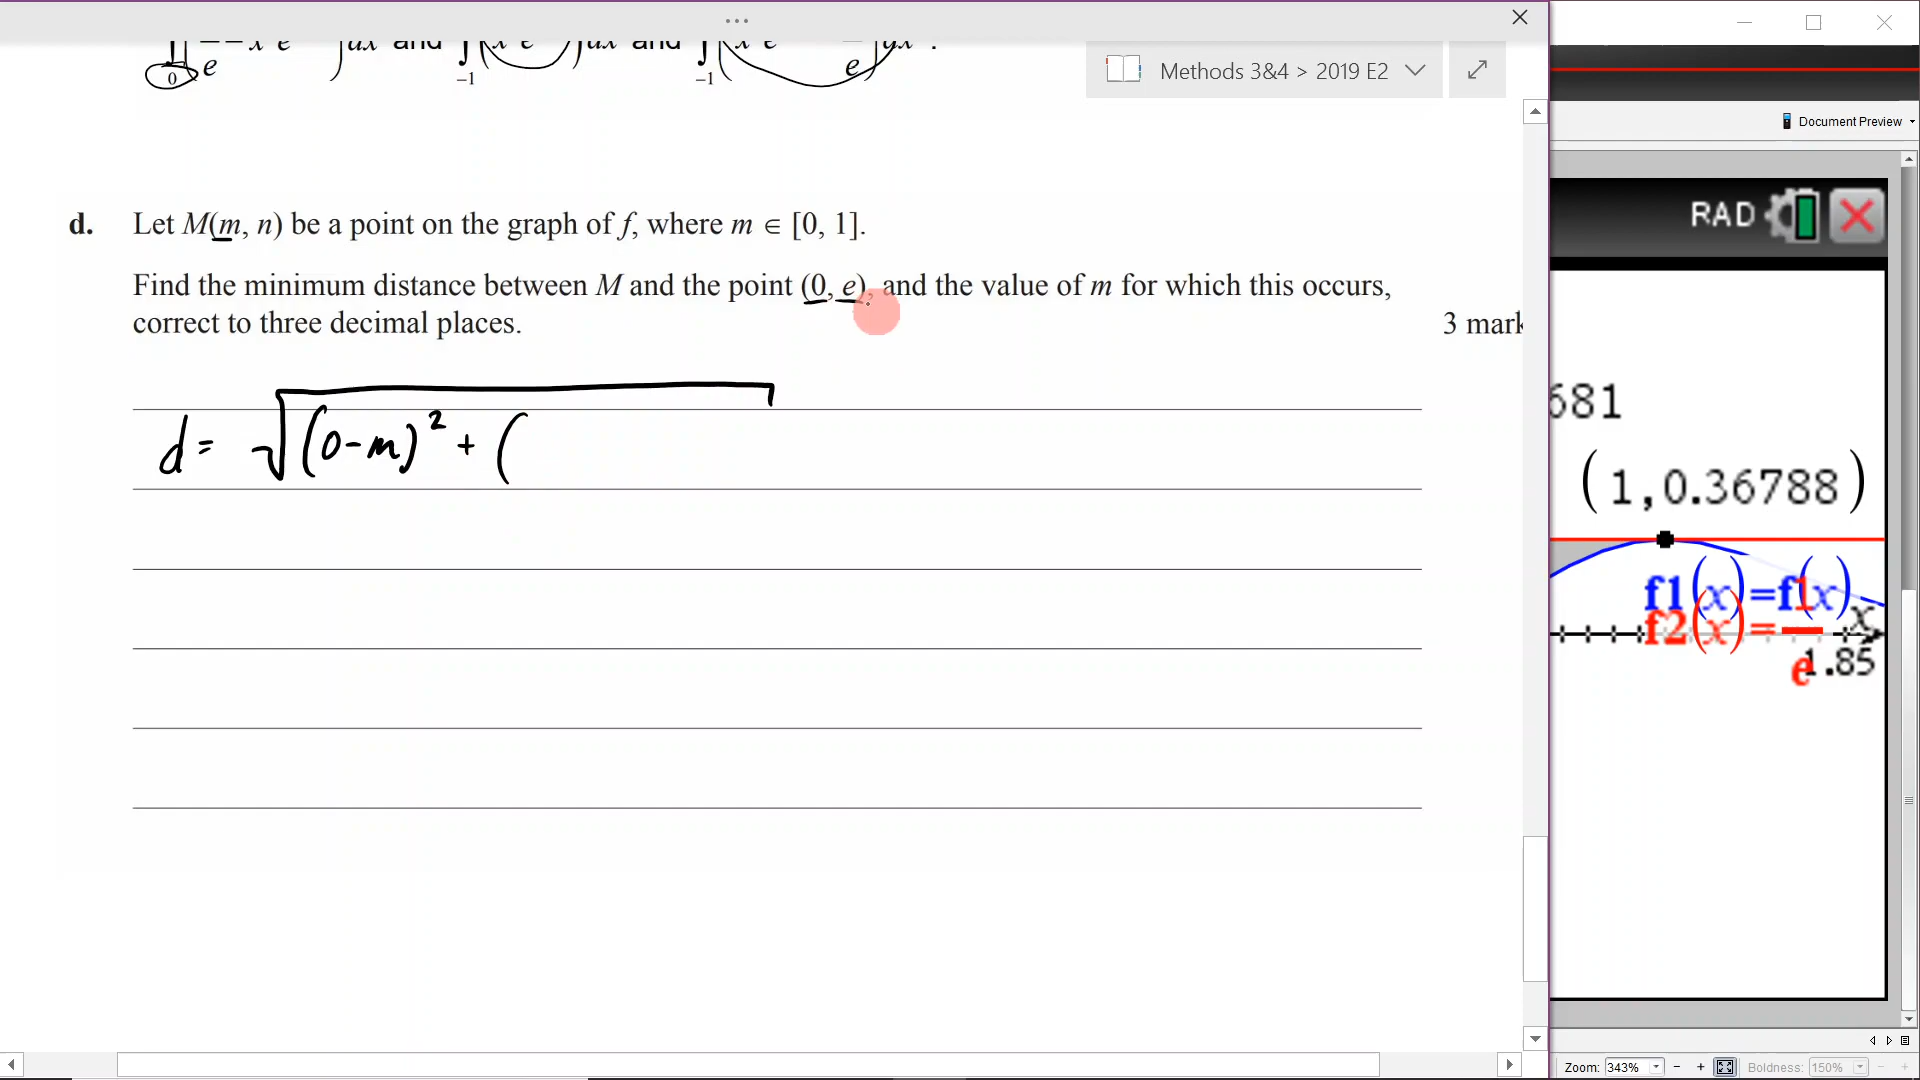 Methods 3&4 > 2019 E2
Document Preview
RAD
d. Let M(m, n) be a point on the graph of f, where m ∈ [0, 1].
Find the minimum distance between M and the point (0, e), and the value of m for which this occurs,
correct to three decimal places.
3 mark
d = √(0-m)² + (
681
(1,0.36788)
f1(x)=f(x)
f2(x)=1/e
x
1.85
Zoom: 343% - +
Boldness: 150% - +